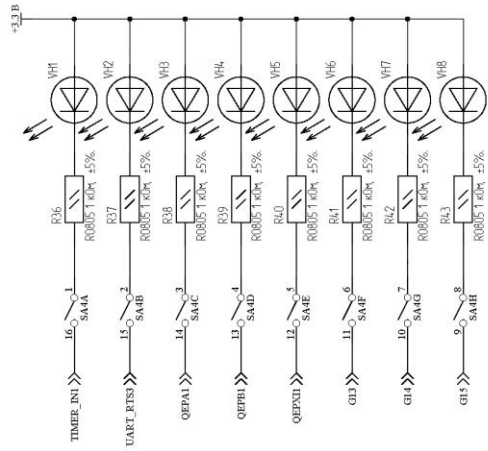 +3.3 В
VH1
VH2
VH3
VH4
VH5
VH6
VH7
VH8
R36
R0805 1 кОм, ±5%.
R37
R0805 1 кОм, ±5%.
R38
R0805 1 кОм, ±5%.
R39
R0805 1 кОм, ±5%.
R40
R0805 1 кОм, ±5%.
R41
R0805 1 кОм, ±5%.
R42
R0805 1 кОм, ±5%.
R43
R0805 1 кОм, ±5%.
16 SA4A 1
15 SA4B 2
14 SA4C 3
13 SA4D 4
12 SA4E 5
11 SA4F 6
10 SA4G 7
9 SA4H 8
TIMER_IN1
UART_RTS3
QEPA1
QEPB1
QEPXI1
G13
G14
G15